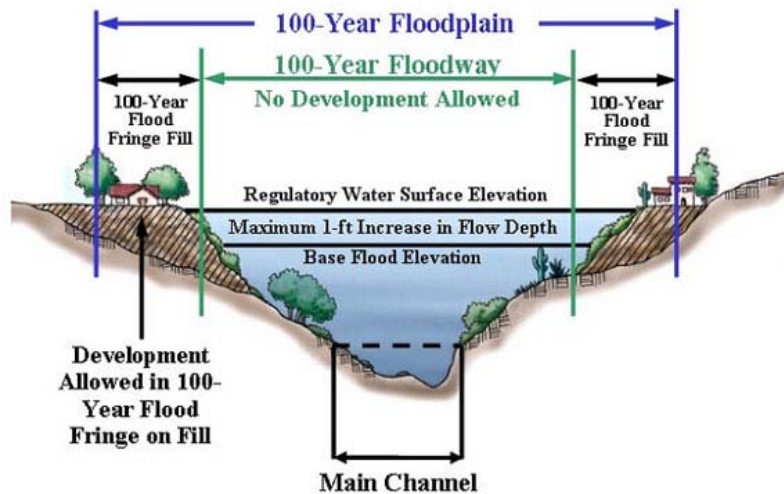 100-Year Floodplain
100-Year Floodway
No Development Allowed
100-Year
Flood
Fringe Fill
100-Year
Flood
Fringe Fill
Regulatory Water Surface Elevation
Maximum 1-ft Increase in Flow Depth
Base Flood Elevation
Development
Allowed in 100-
Year Flood
Fringe on Fill
Main Channel